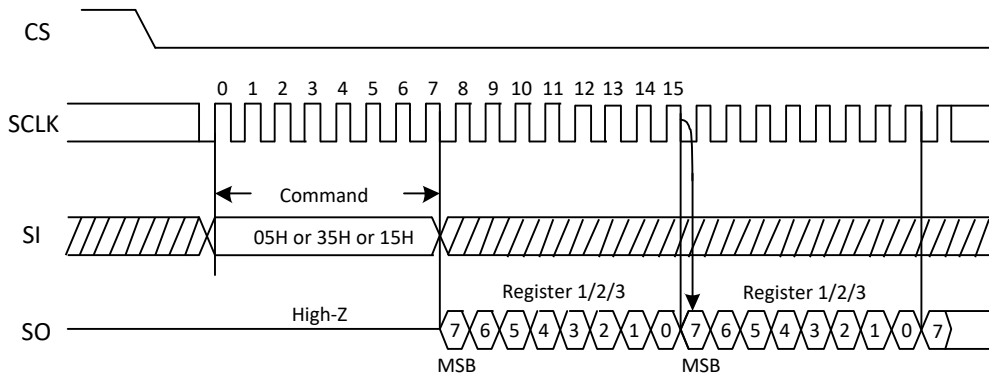 CS
0 1 2 3 4 5 6 7 8 9 10 11 12 13 14 15
SCLK
Command
SI
05H or 35H or 15H
Register 1/2/3 Register 1/2/3
High-Z
SO
7 6 5 4 3 2 1 0 7 6 5 4 3 2 1 0 7
MSB MSB